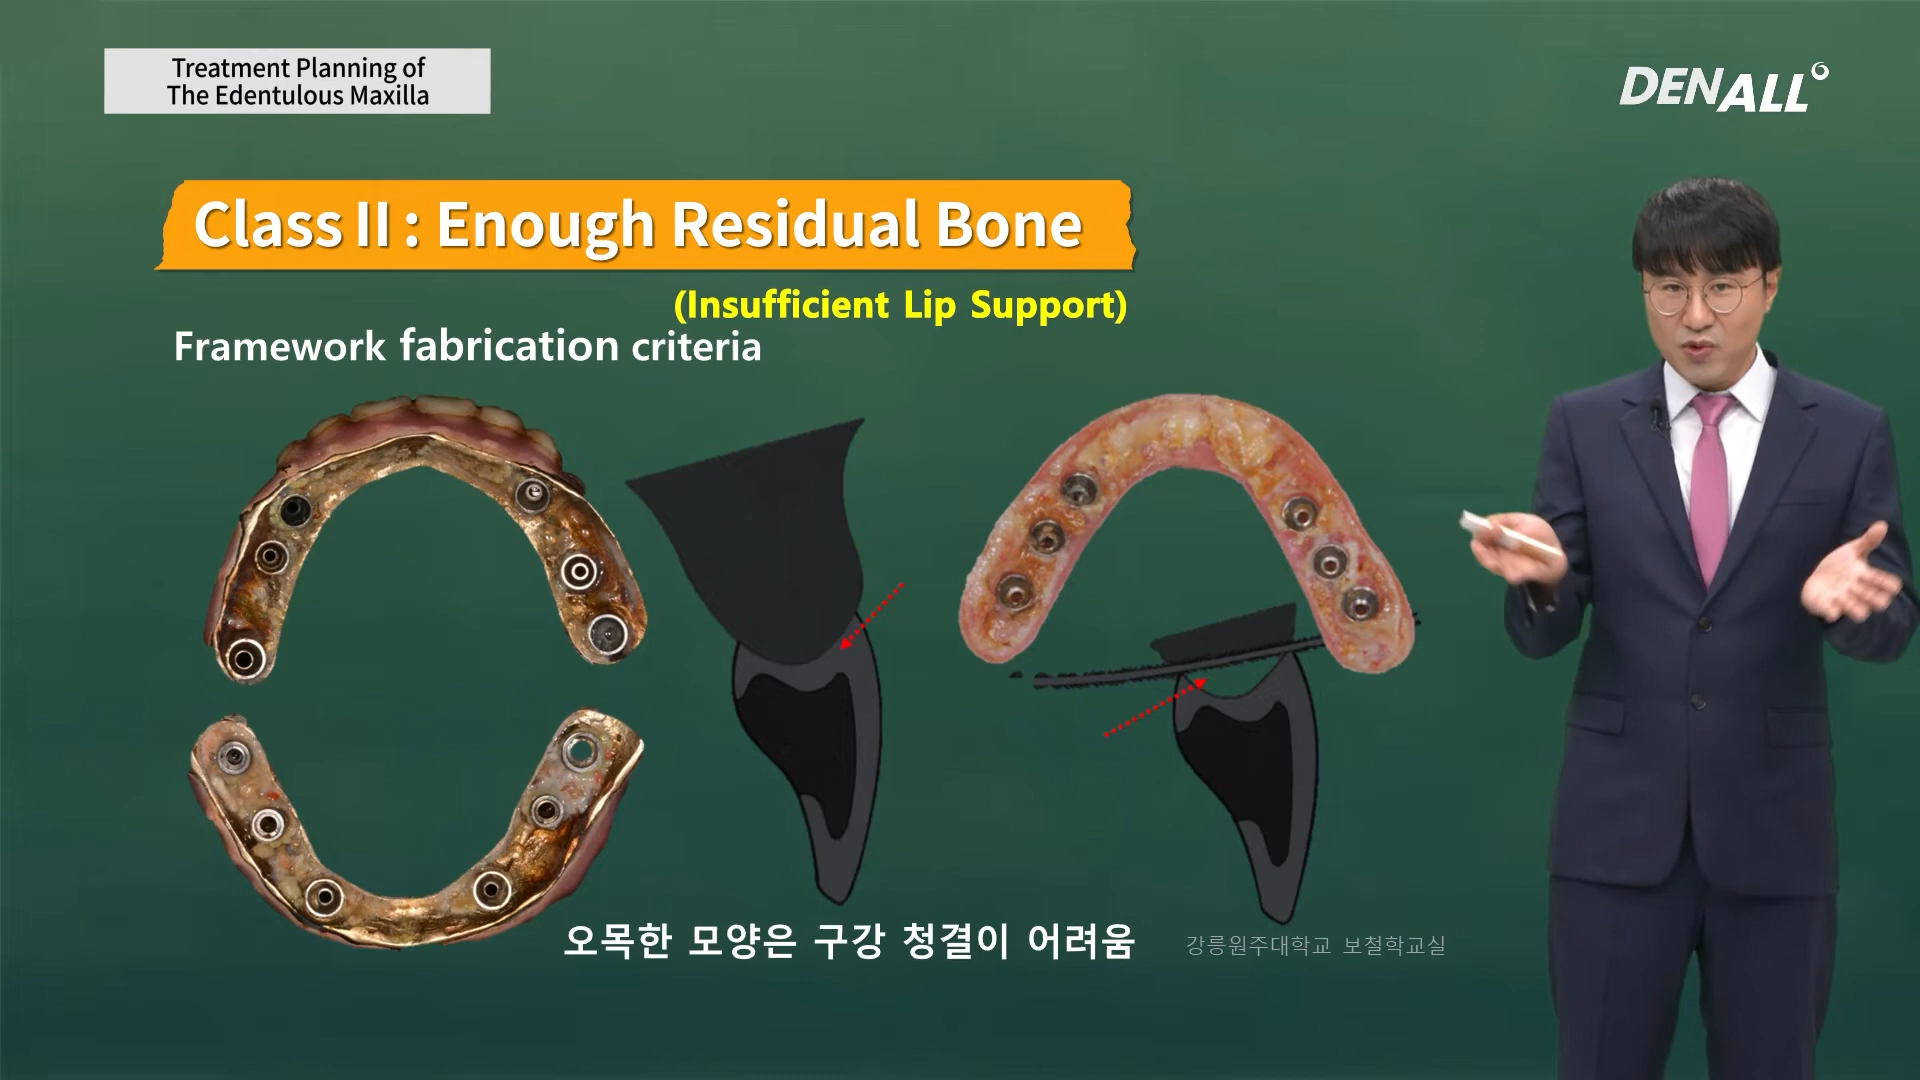 Treatment Planning of
The Edentulous Maxilla
DENALL
Class II : Enough Residual Bone
(Insufficient Lip Support)
Framework fabrication criteria
오목한 모양은 구강 청결이 어려움
강릉원주대학교 보철학교실